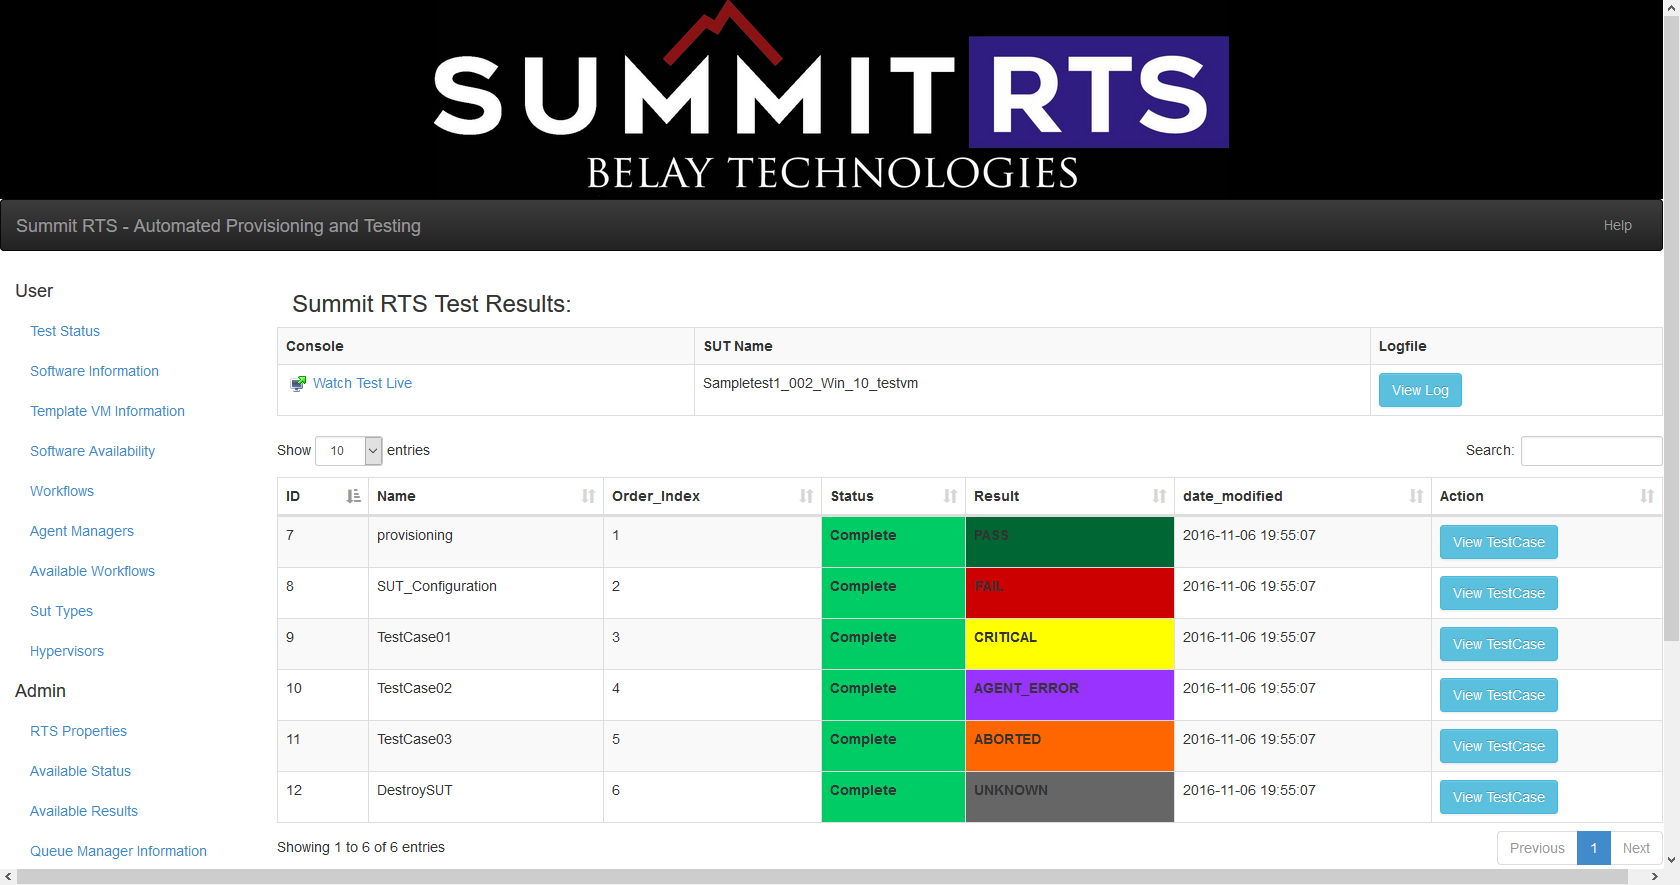 SUMMIT RTS
BELAY TECHNOLOGIES
Summit RTS - Automated Provisioning and Testing Help
User
Test Status
Software Information
Template VM Information
Software Availability
Workflows
Agent Managers
Available Workflows
Sut Types
Hypervisors
Admin
RTS Properties
Available Status
Available Results
Queue Manager Information
Summit RTS Test Results:
Console SUT Name Logfile
Watch Test Live Sampletest1_002_Win_10_testvm View Log
Show 10 entries Search:
ID Name Order_Index Status Result date_modified Action
7 provisioning 1 Complete PASS 2016-11-06 19:55:07 View TestCase
8 SUT_Configuration 2 Complete FAIL 2016-11-06 19:55:07 View TestCase
9 TestCase01 3 Complete CRITICAL 2016-11-06 19:55:07 View TestCase
10 TestCase02 4 Complete AGENT_ERROR 2016-11-06 19:55:07 View TestCase
11 TestCase03 5 Complete ABORTED 2016-11-06 19:55:07 View TestCase
12 DestroySUT 6 Complete UNKNOWN 2016-11-06 19:55:07 View TestCase
Showing 1 to 6 of 6 entries Previous 1 Next